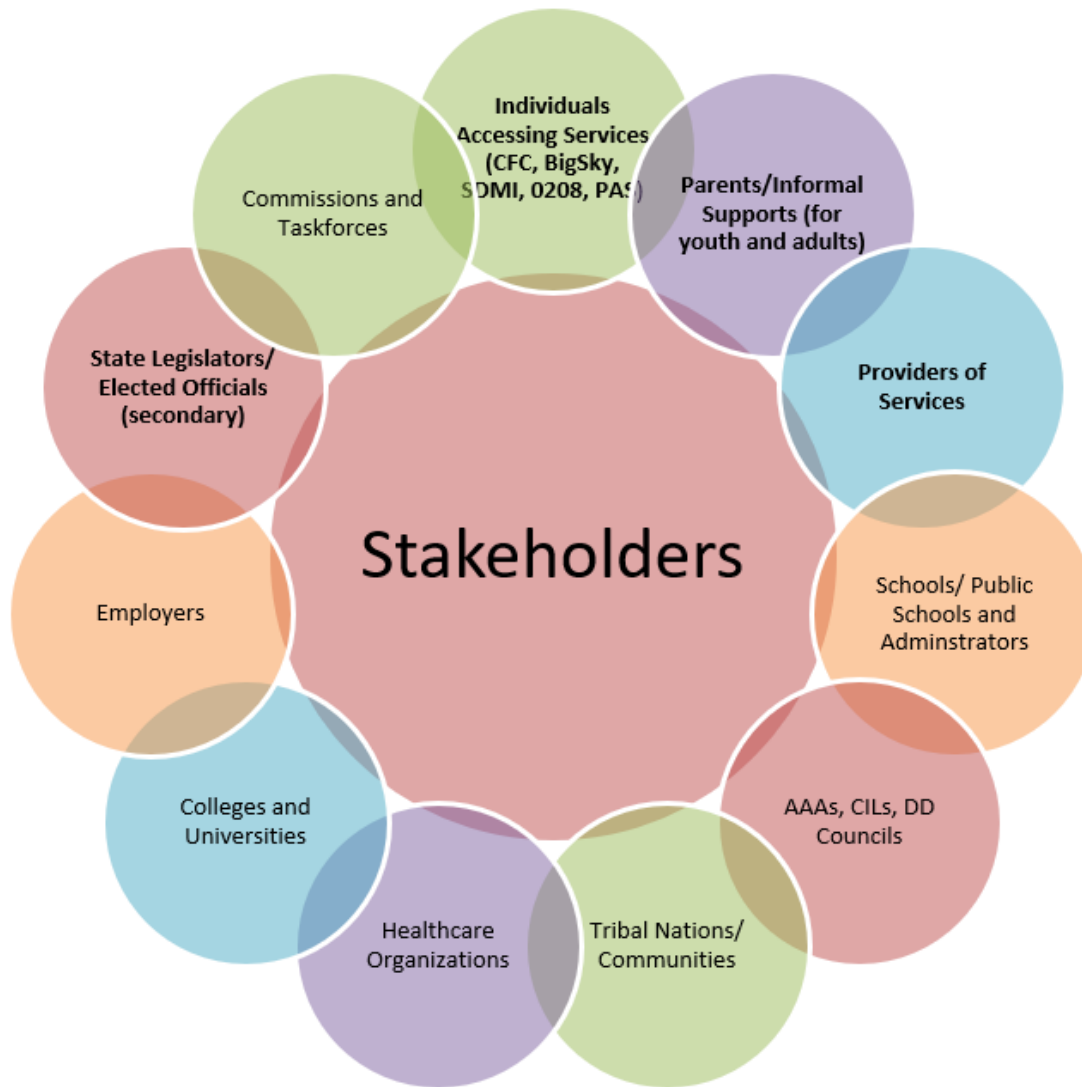 Individuals
Accessing Services
(CFC, BigSky,
SDMI, 0208, PAS)
Parents/Informal
Supports (for
youth and adults)
Providers of
Services
Schools/ Public
Schools and
Adminstrators
AAAs, CILs, DD
Councils
Tribal Nations/
Communities
Healthcare
Organizations
Colleges and
Universities
Employers
State Legislators/
Elected Officials
(secondary)
Commissions and
Taskforces
Stakeholders